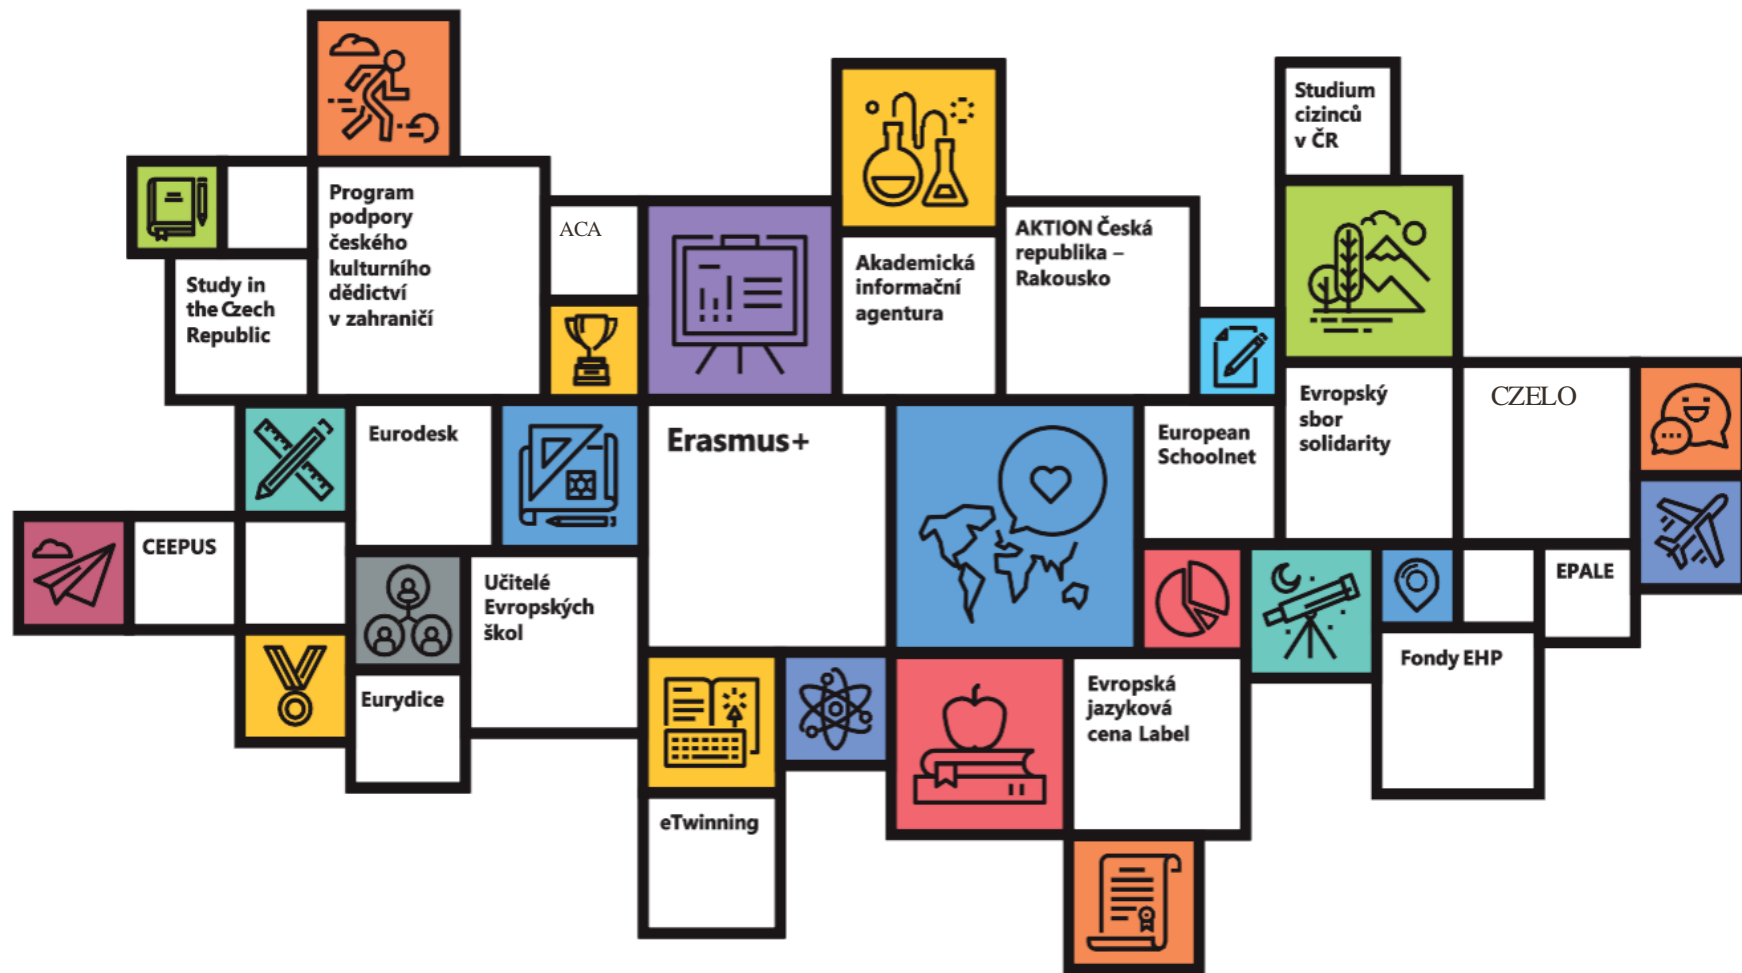 Studium
cizinců
v ČR
Program
podpory
českého
kulturního
dědictví
v zahraničí
ACA
AKTION Česká
republika –
Rakousko
Akademická
informační
agentura
Study in
the Czech
Republic
Evropský
sbor
solidarity
CZELO
Eurodesk
Erasmus+
European
Schoolnet
CEEPUS
Učitelé
Evropských
škol
EPALE
Fondy EHP
Eurydice
Evropská
jazyková
cena Label
eTwinning